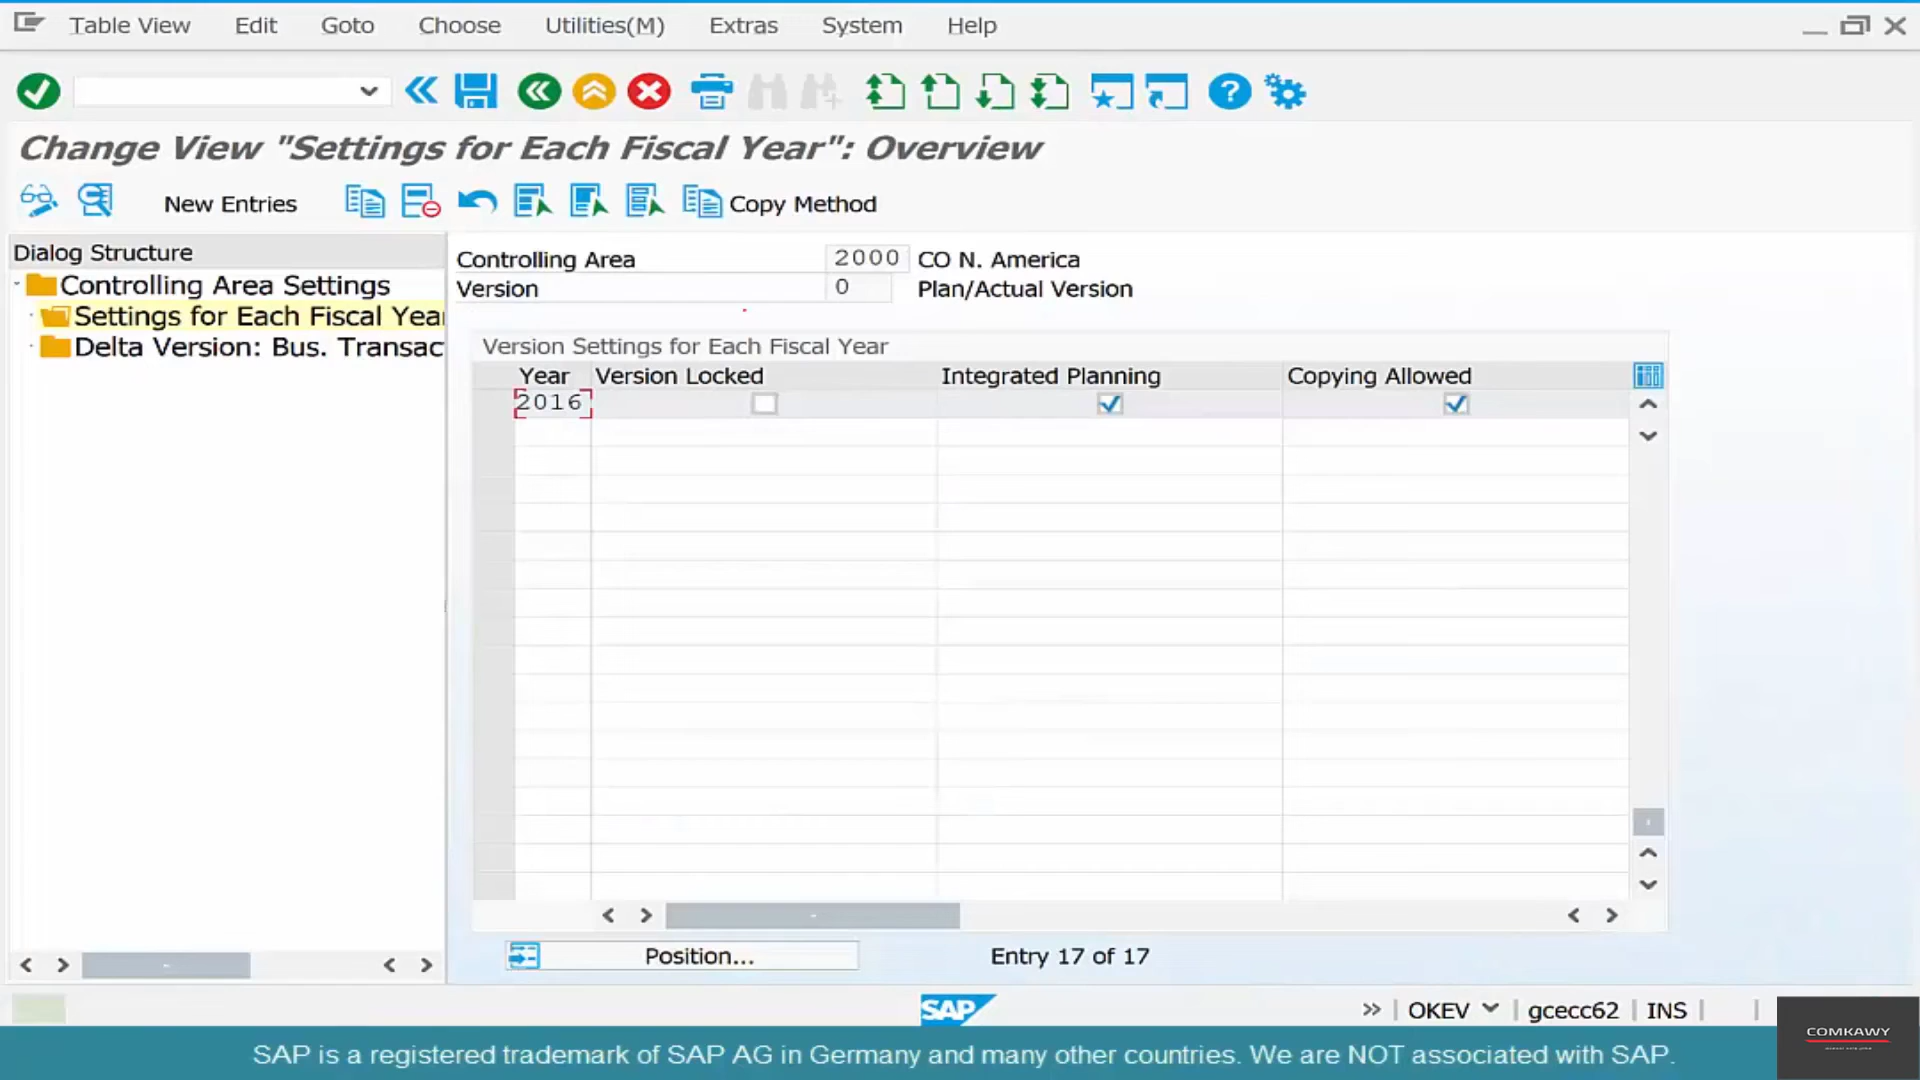 Table View Edit Goto Choose Utilities(M) Extras System Help
Change View "Settings for Each Fiscal Year": Overview
New Entries Copy Method
Dialog Structure
Controlling Area Settings
Settings for Each Fiscal Yea
Delta Version: Bus. Transac
Controlling Area 2000 CO N. America
Version 0 Plan/Actual Version
Version Settings for Each Fiscal Year
Year Version Locked Integrated Planning Copying Allowed
2016
Position... Entry 17 of 17
SAP OKEV gcecc62 INS
COMKAWY
SAP is a registered trademark of SAP AG in Germany and many other countries. We are NOT associated with SAP.